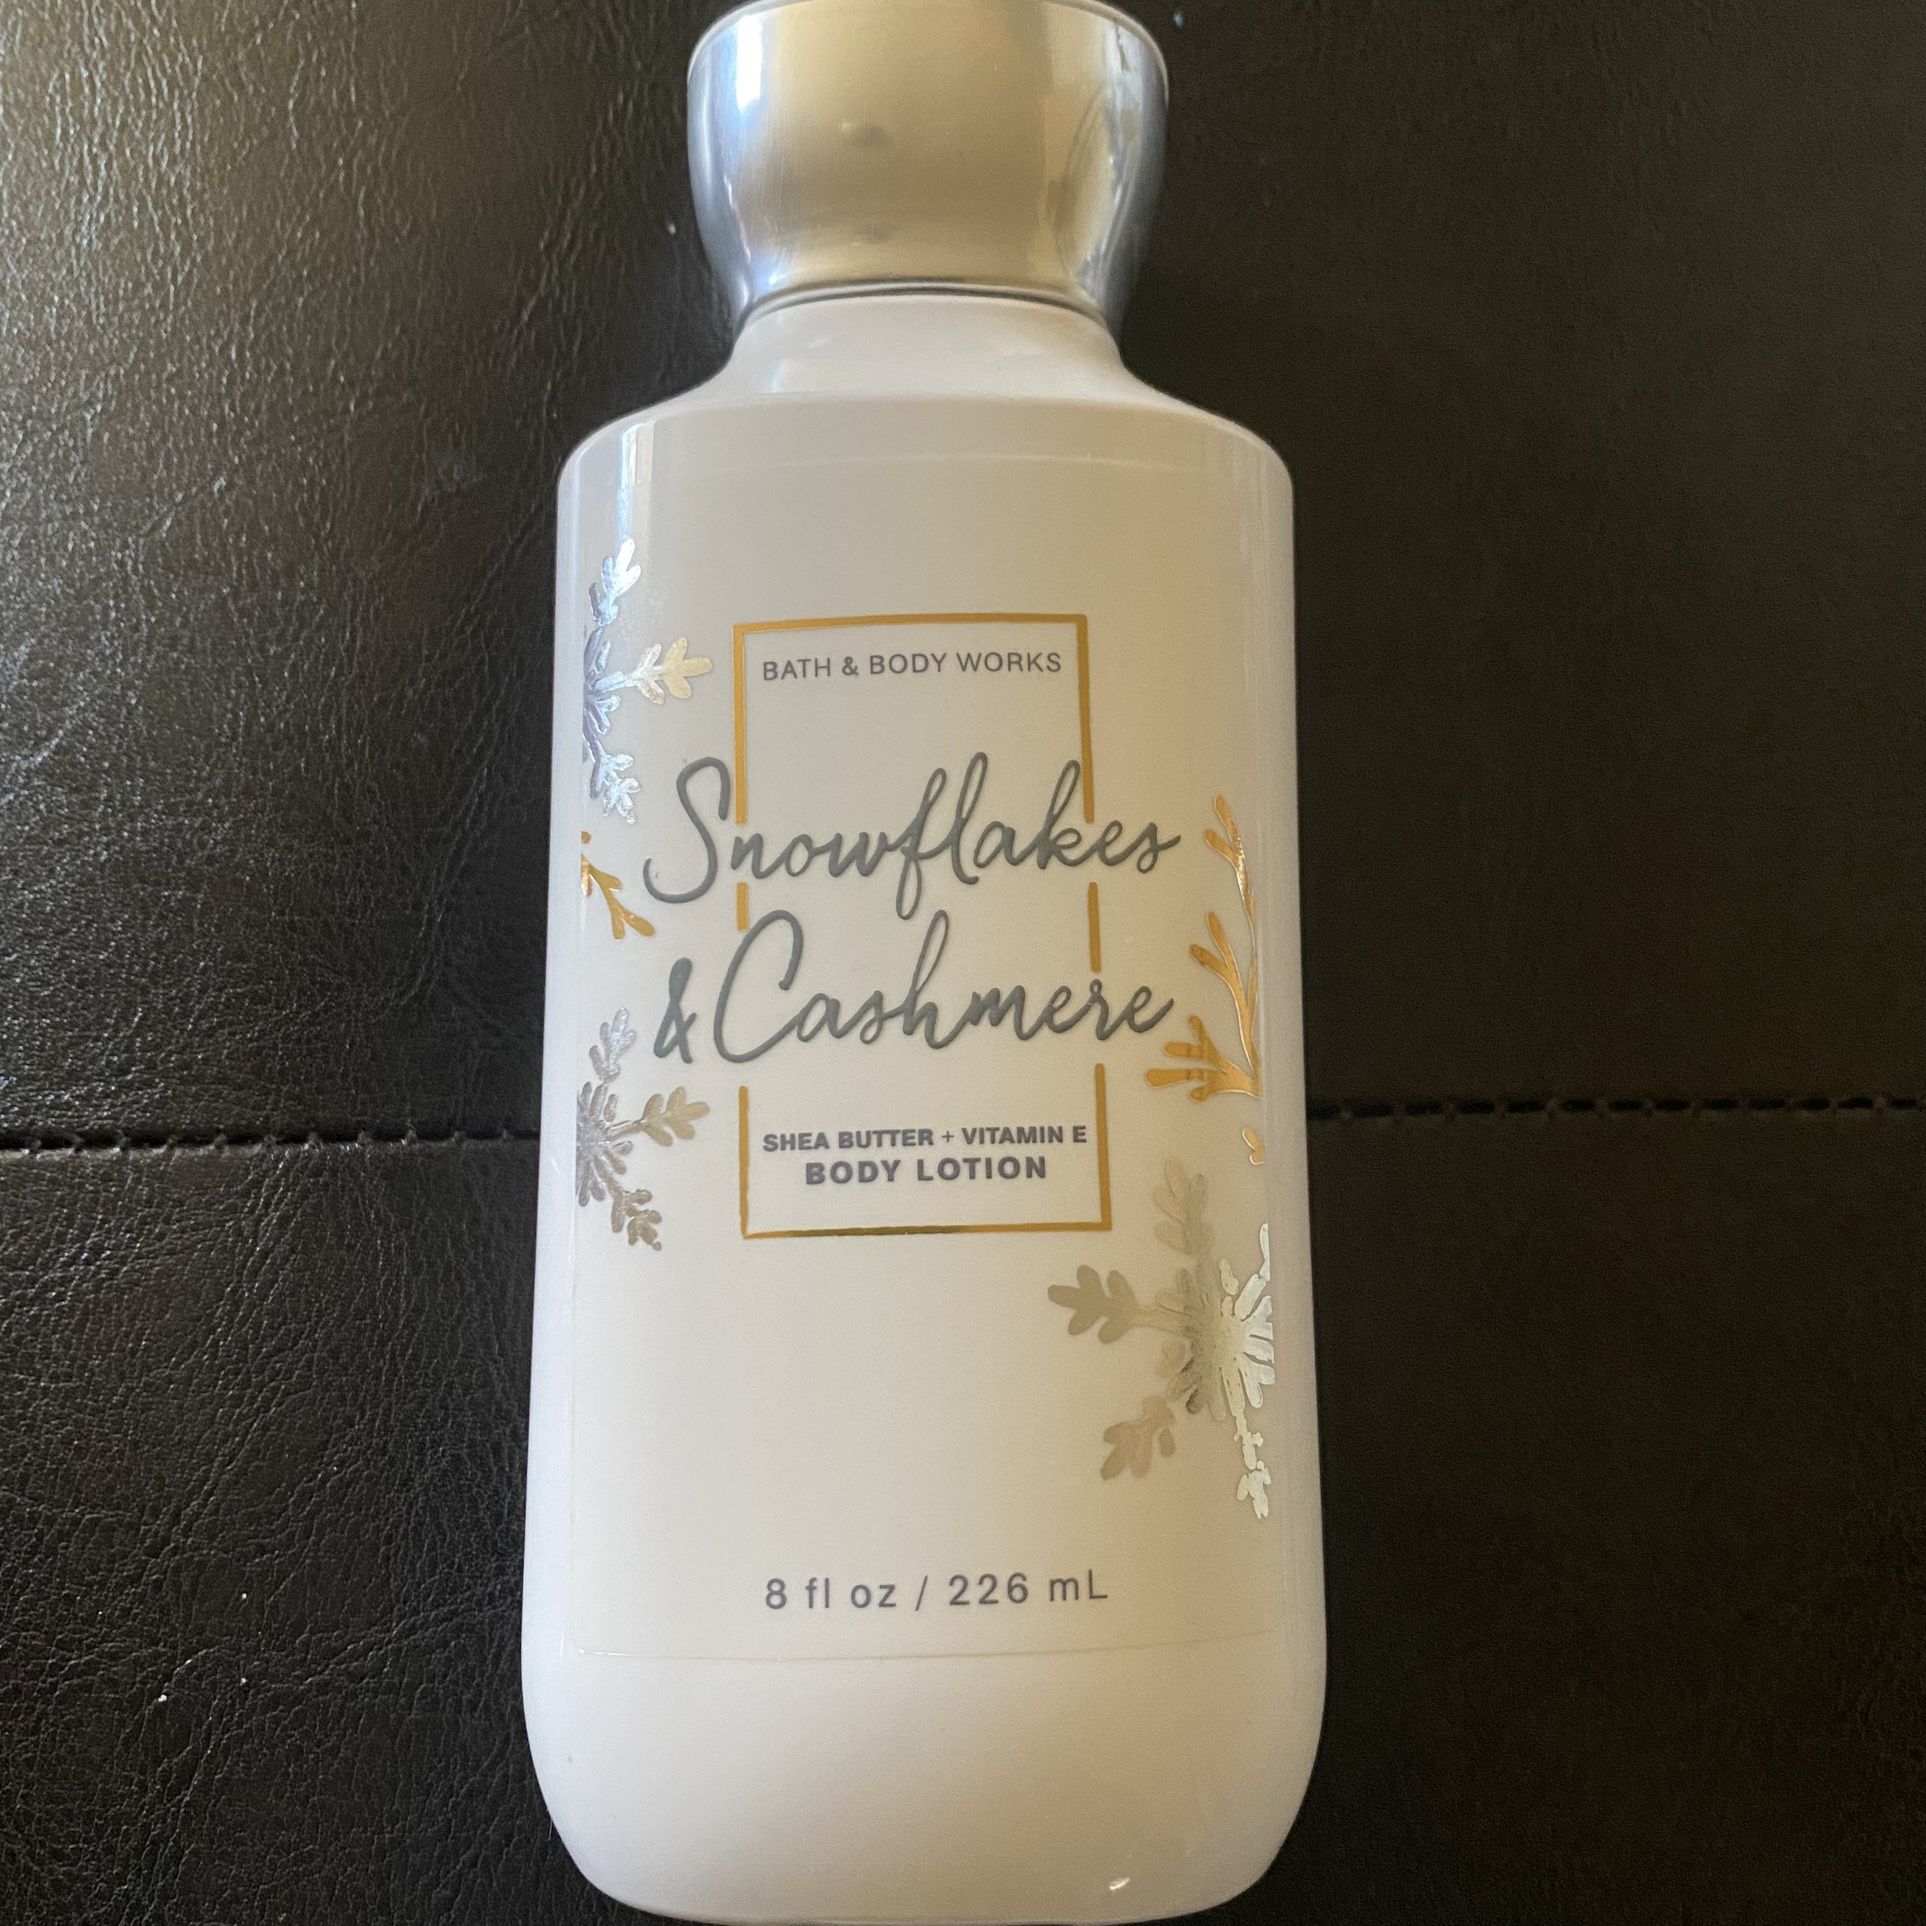 BATH & BODY WORKS
Snowflakes
& Cashmere
SHEA BUTTER + VITAMIN E
BODY LOTION
8 fl oz / 226 mL